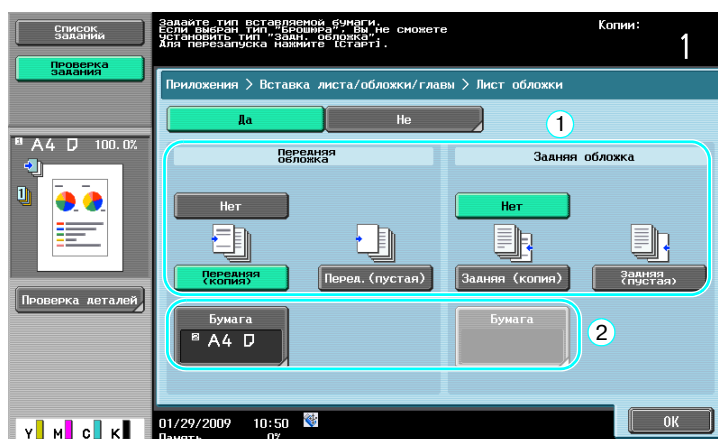 Список
заданий
Задайте тип вставляемой бумаги.
Если выбран тип "Брошюра", Вы не сможете
установить тип "Задн. обложка".
Для перезапуска нажмите [Старт].
Копии:
1
Проверка
задания
Приложения > Вставка листа/обложки/главы > Лист обложки
Да
Не
1
2 A4 100.0%
Передняя
обложка
Задняя обложка
1
Нет
Нет
Передняя
(копия)
Перед. (пустая)
Задняя (копия)
Задняя
(пустая)
Проверка деталей
Бумага
2 A4
Бумага
2
01/29/2009 10:50
Память 0%
OK
Y M C K